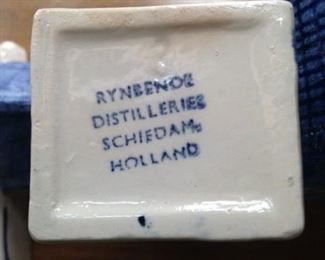 RYNBENDE
DISTILLERIES
SCHIEDAM.
HOLLAND